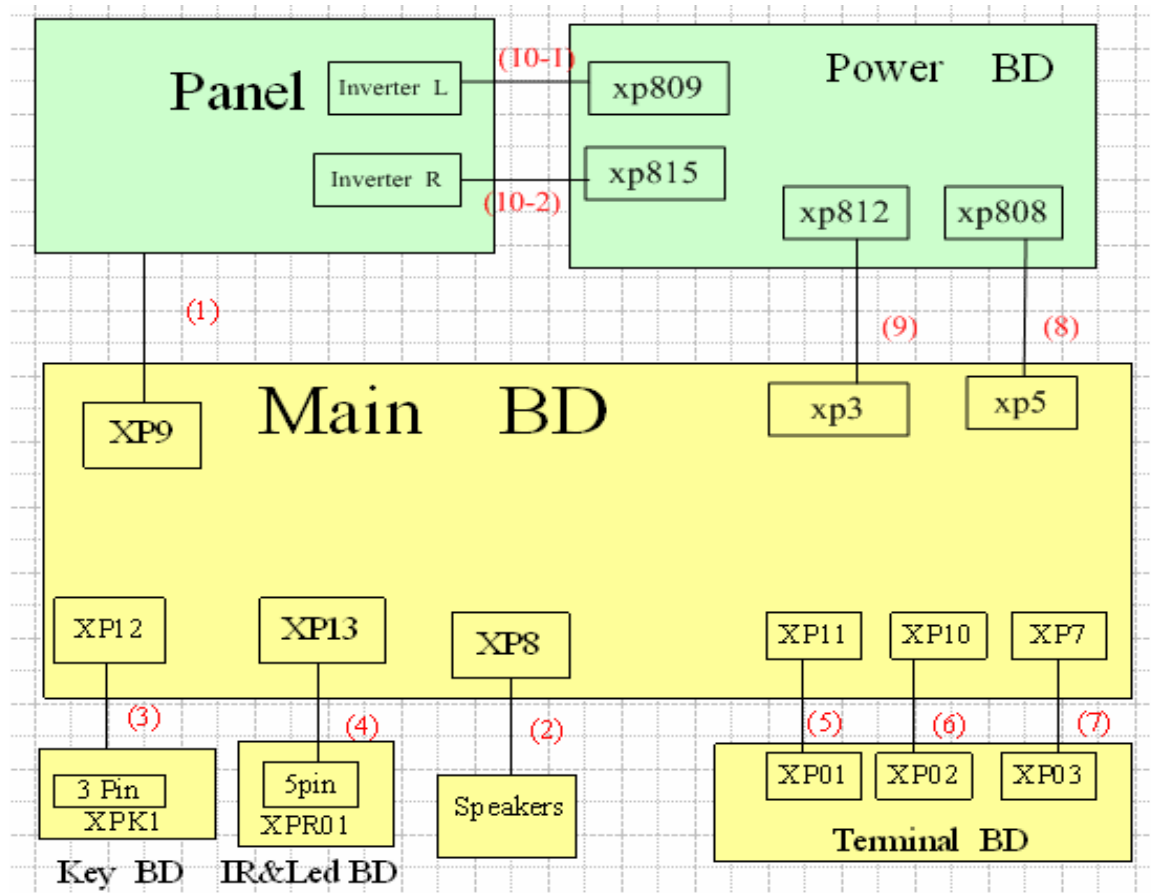 Panel
Inverter L
(10-1)
xp809
Power BD
Inverter R
(10-2)
xp815
xp812
xp808
(1)
(9)
(8)
XP9
Main BD
xp3
xp5
XP12
XP13
XP8
XP11
XP10
XP7
(3)
(4)
(2)
(5)
(6)
(7)
3 Pin
XPK1
5pin
XPR01
Speakers
XP01
XP02
XP03
Terminal BD
Key BD
IR&Led BD